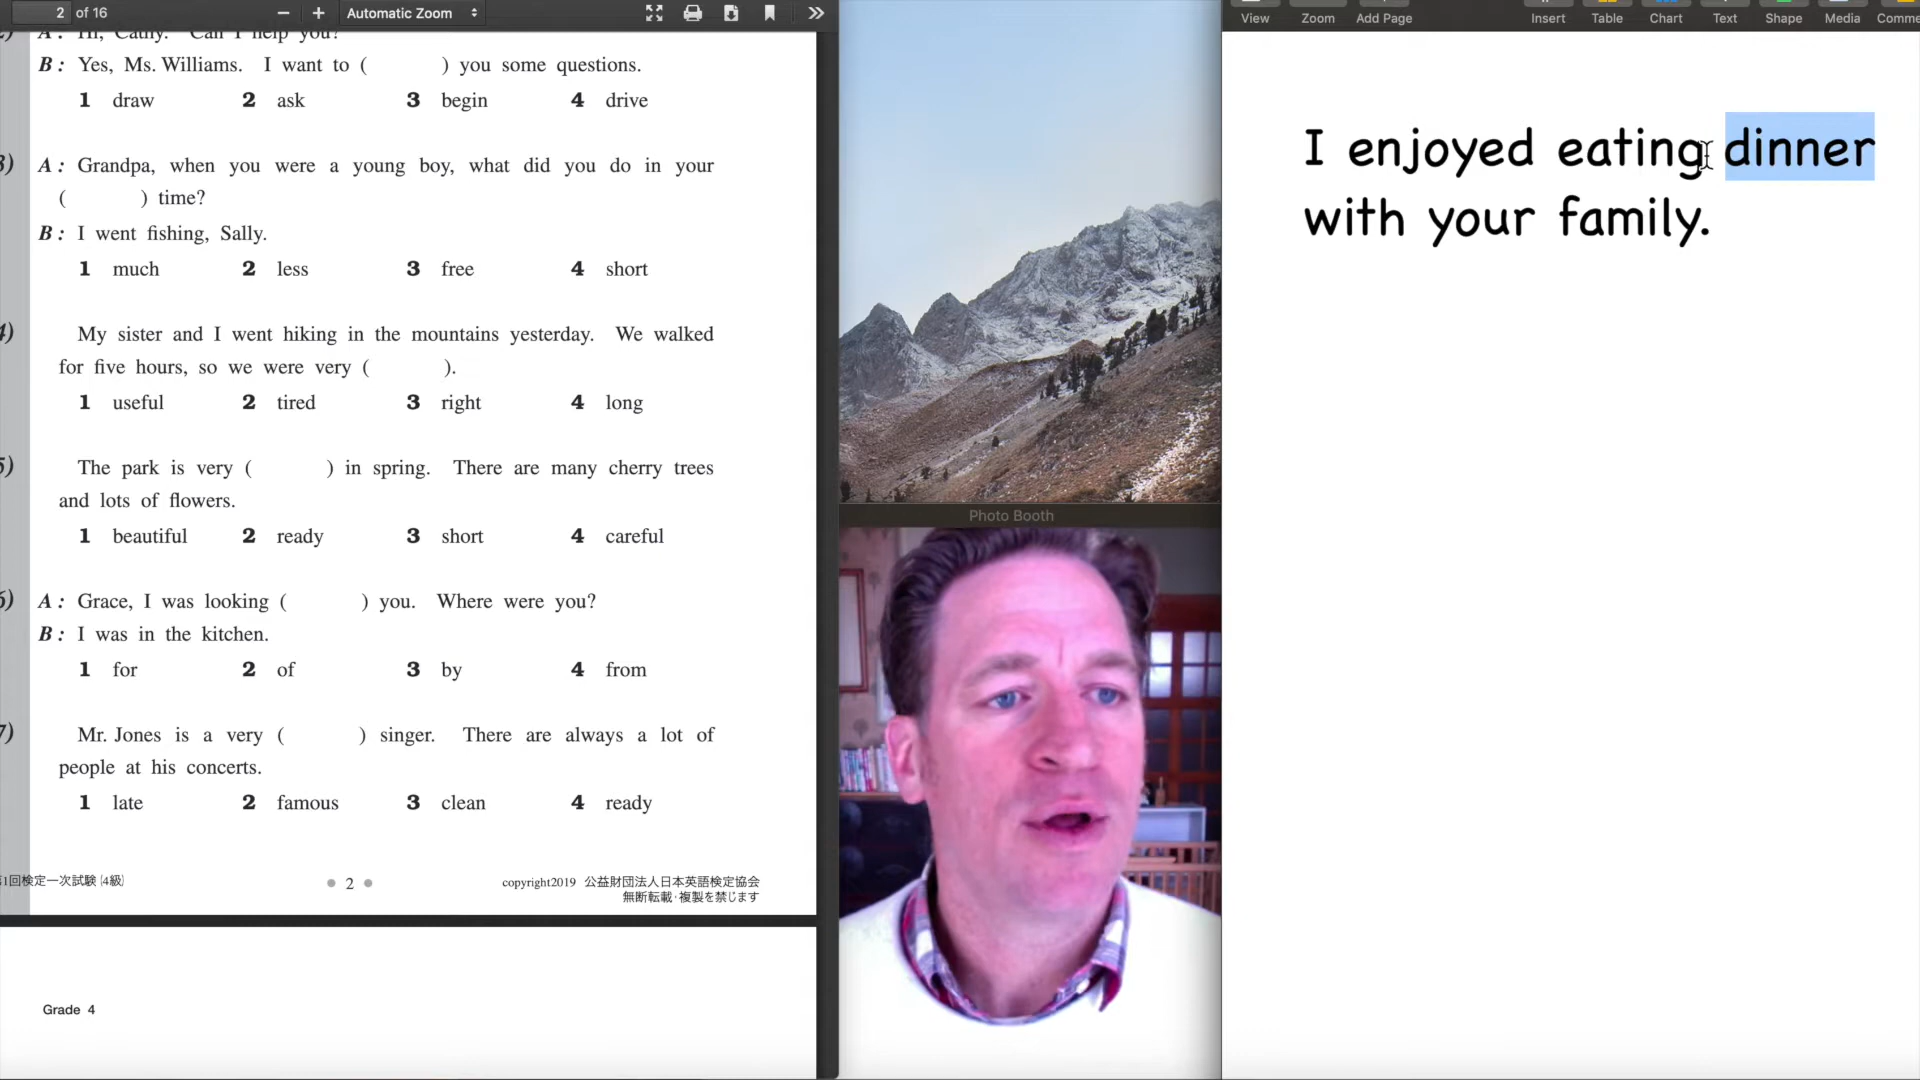 2 of 16
Automatic Zoom
2) A: Hi, Cathy. Can I help you?
B: Yes, Ms. Williams. I want to ( ) you some questions.
1 draw 2 ask 3 begin 4 drive
3) A: Grandpa, when you were a young boy, what did you do in your
( ) time?
B: I went fishing, Sally.
1 much 2 less 3 free 4 short
4) My sister and I went hiking in the mountains yesterday. We walked
for five hours, so we were very ( ).
1 useful 2 tired 3 right 4 long
5) The park is very ( ) in spring. There are many cherry trees
and lots of flowers.
1 beautiful 2 ready 3 short 4 careful
6) A: Grace, I was looking ( ) you. Where were you?
B: I was in the kitchen.
1 for 2 of 3 by 4 from
7) Mr. Jones is a very ( ) singer. There are always a lot of
people at his concerts.
1 late 2 famous 3 clean 4 ready
第1回検定一次試験 (4級)
● 2 ●
copyright2019 公益財団法人日本英語検定協会
無断転載・複製を禁じます
Grade 4
Photo Booth
View Zoom Add Page Insert Table Chart Text Shape Media
I enjoyed eating dinner
with your family.